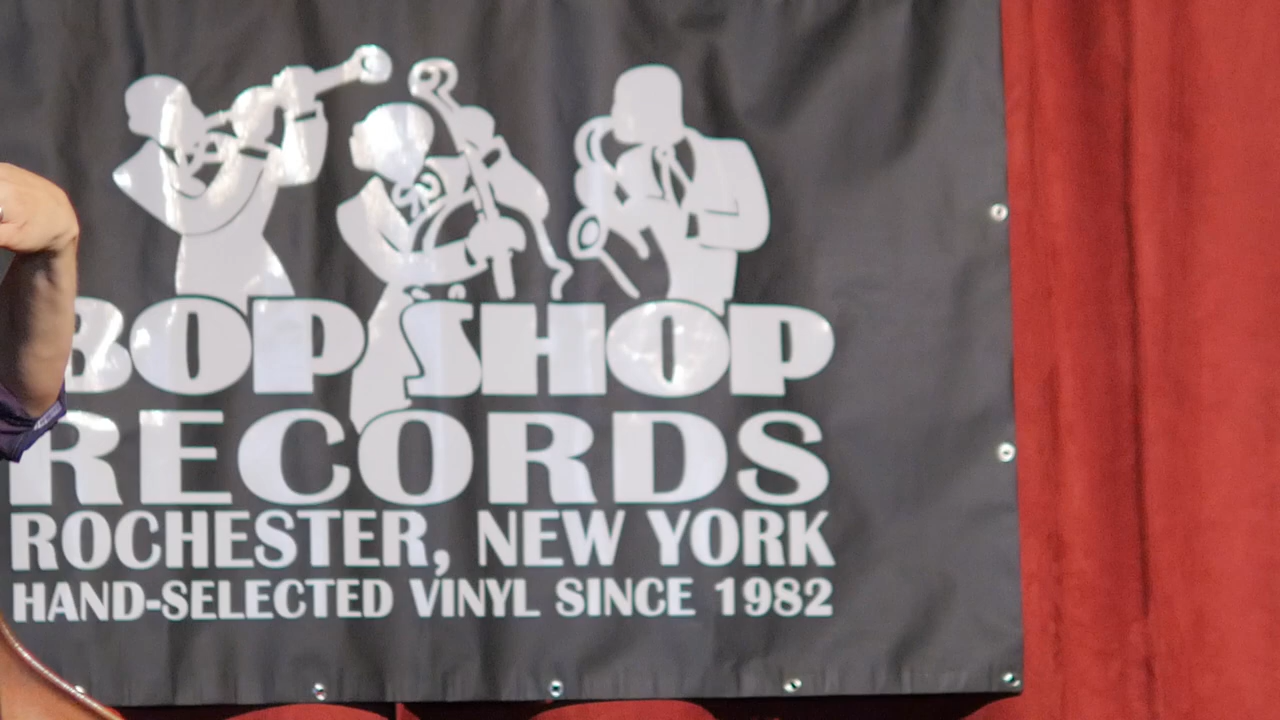 BOP SHOP
RECORDS
ROCHESTER, NEW YORK
HAND-SELECTED VINYL SINCE 1982